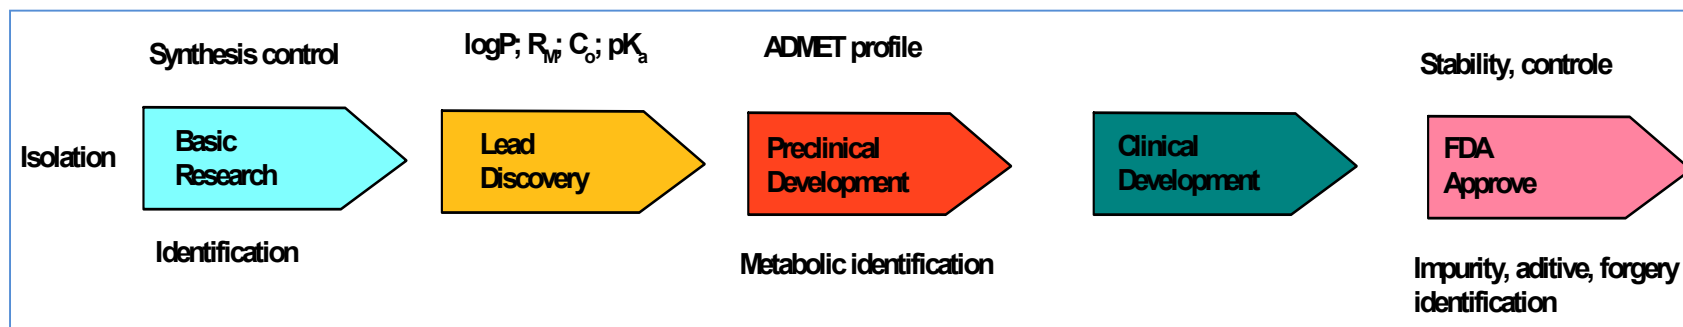 Synthesis control
logP; RM; Co; pKa
ADMET profile
Stability, controle
Isolation
Basic
Research
Lead
Discovery
Preclinical
Development
Clinical
Development
FDA
Approve
Identification
Metabolic identification
Impurity, aditive, forgery
identification